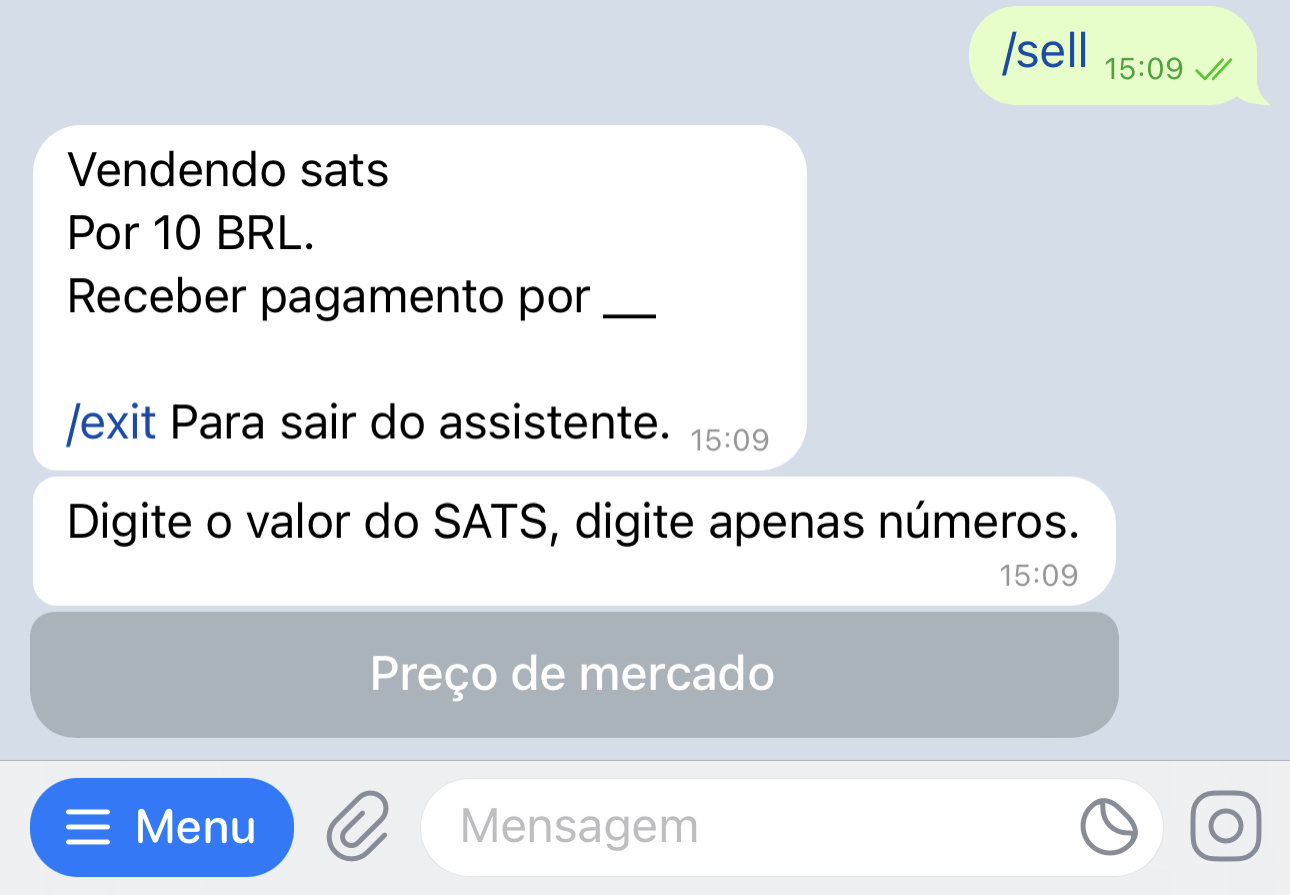 /sell 15:09
Vendendo sats
Por 10 BRL.
Receber pagamento por __
/exit Para sair do assistente. 15:09
Digite o valor do SATS, digite apenas números.
15:09
Preço de mercado
Menu
Mensagem